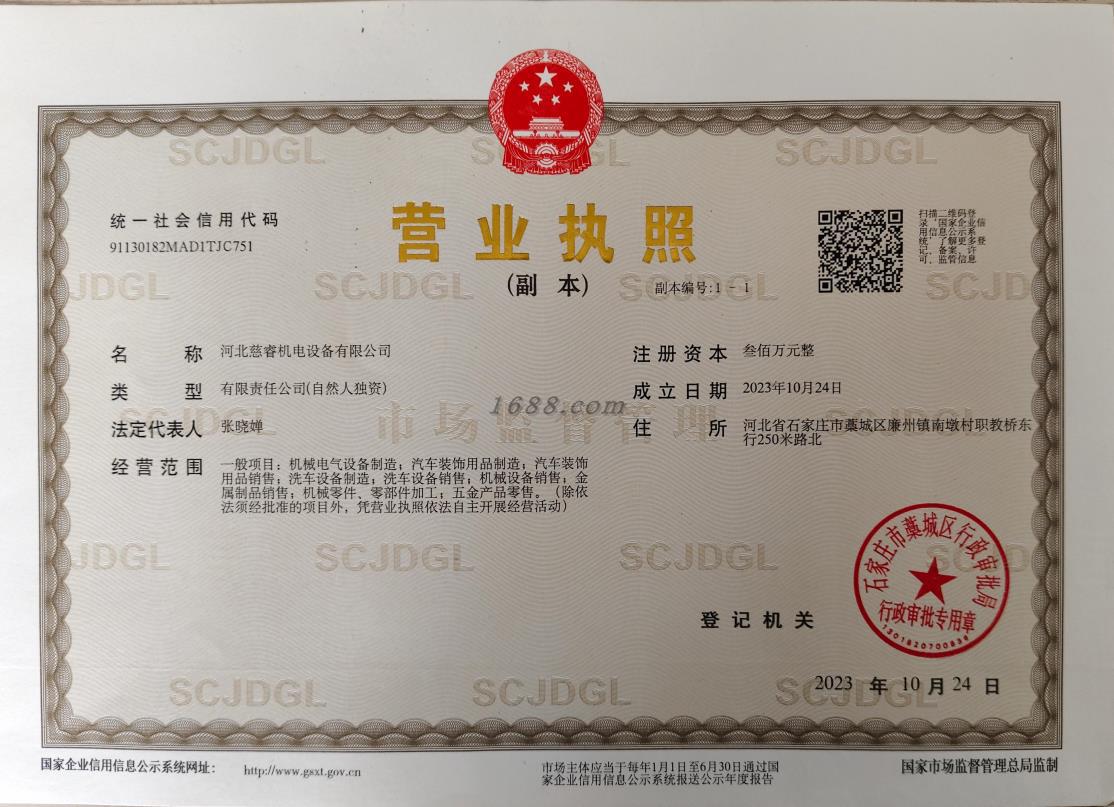 统一社会信用代码
91130182MAD1TJC751
营业执照
(副 本)
副本编号:1 - 1
扫描二维码登
录‘国家企业信
用信息公示系
统’了解更多登
记、备案、许
可、监管信息
名 称 河北慈睿机电设备有限公司
类 型 有限责任公司(自然人独资)
法定代表人 张晓婵
经营范围 一般项目：机械电气设备制造；汽车装饰用品制造；汽车装饰
用品销售；洗车设备制造；洗车设备销售；机械设备销售；金
属制品销售；机械零件、零部件加工；五金产品零售。（除依
法须经批准的项目外，凭营业执照依法自主开展经营活动）
注册资本 叁佰万元整
成立日期 2023年10月24日
住 所 河北省石家庄市藁城区廉州镇南墩村职教桥东
行250米路北
1688.com
SCJDGL
市场监督管理
登记机关
石家庄市藁城区行政审批局
行政审批专用章
2023 年 10 月 24 日
国家企业信用信息公示系统网址： http://www.gsxt.gov.cn
市场主体应当于每年1月1日至6月30日通过国
家企业信用信息公示系统报送公示年度报告
国家市场监督管理总局监制